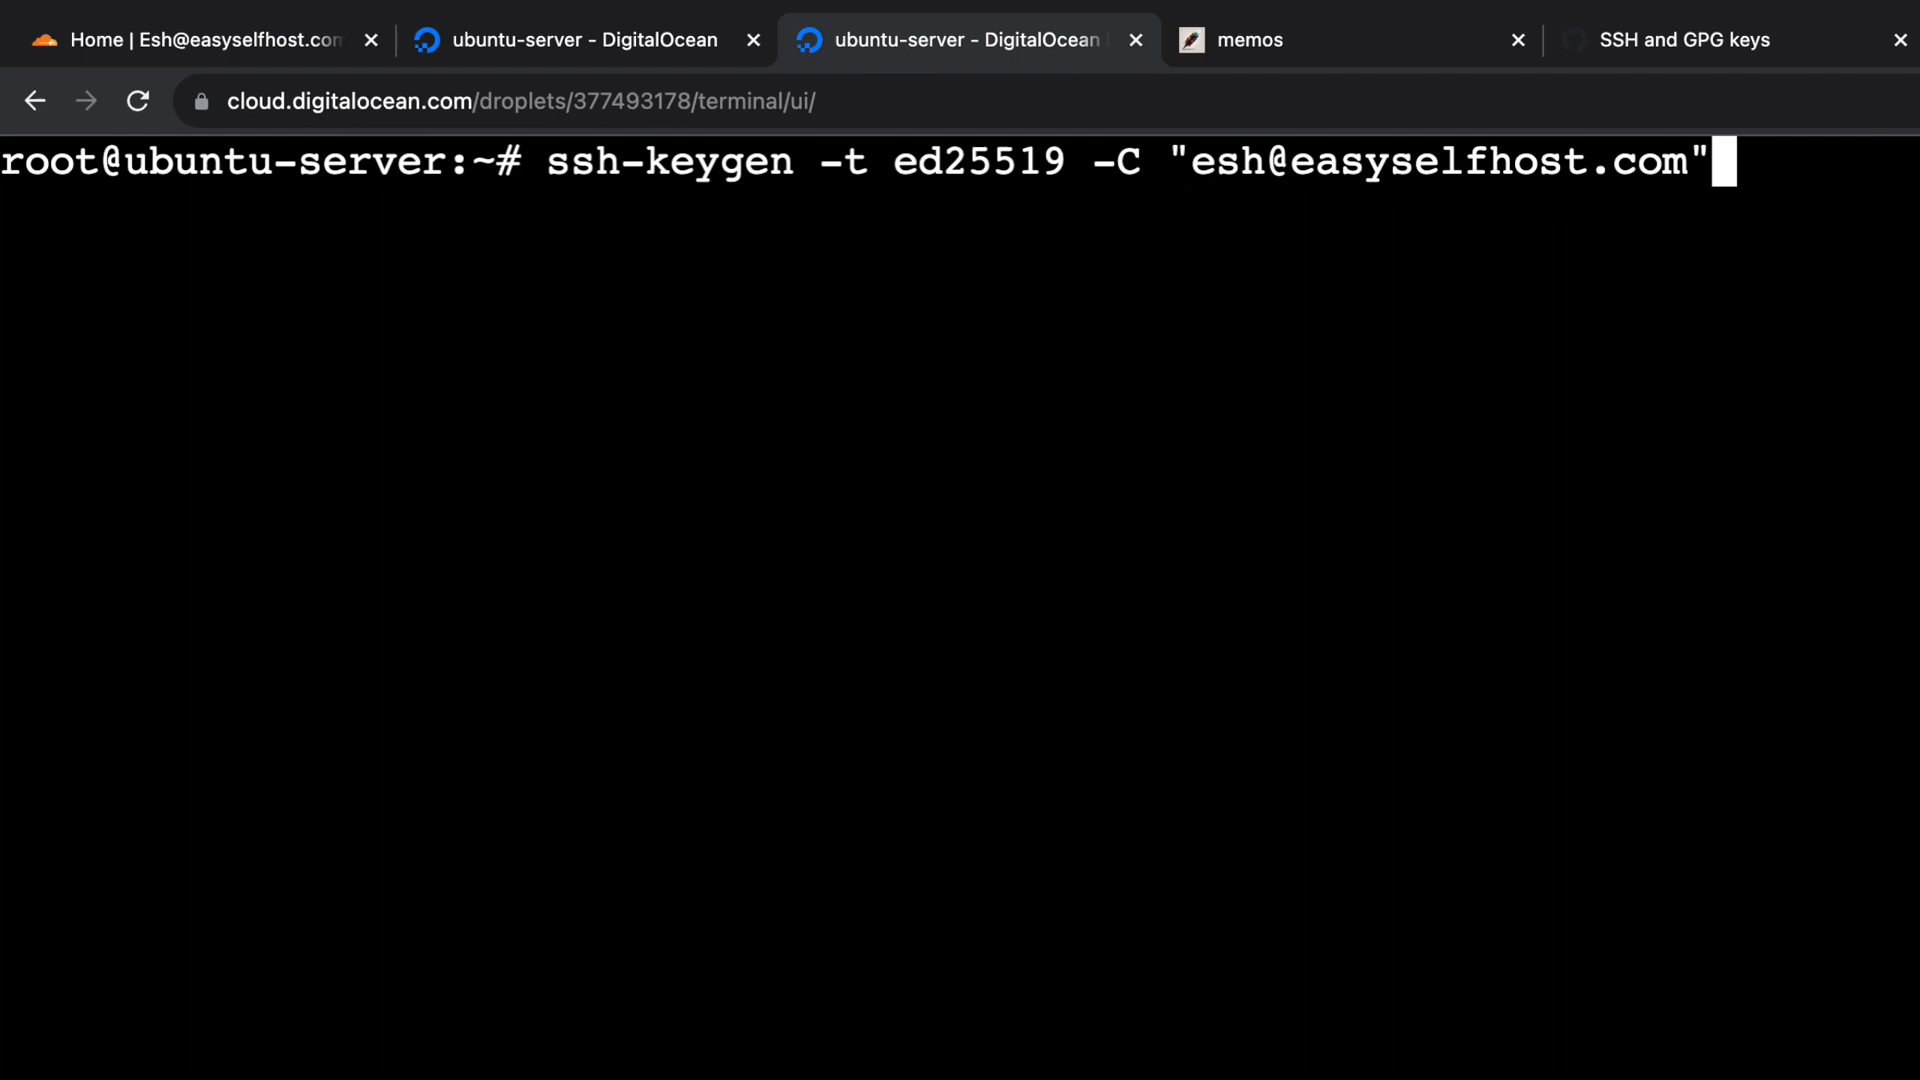 Home | Esh@easyselfhost.com
ubuntu-server - DigitalOcean
ubuntu-server - DigitalOcean
memos
SSH and GPG keys
cloud.digitalocean.com/droplets/377493178/terminal/ui/
root@ubuntu-server:~# ssh-keygen -t ed25519 -C "esh@easyselfhost.com"